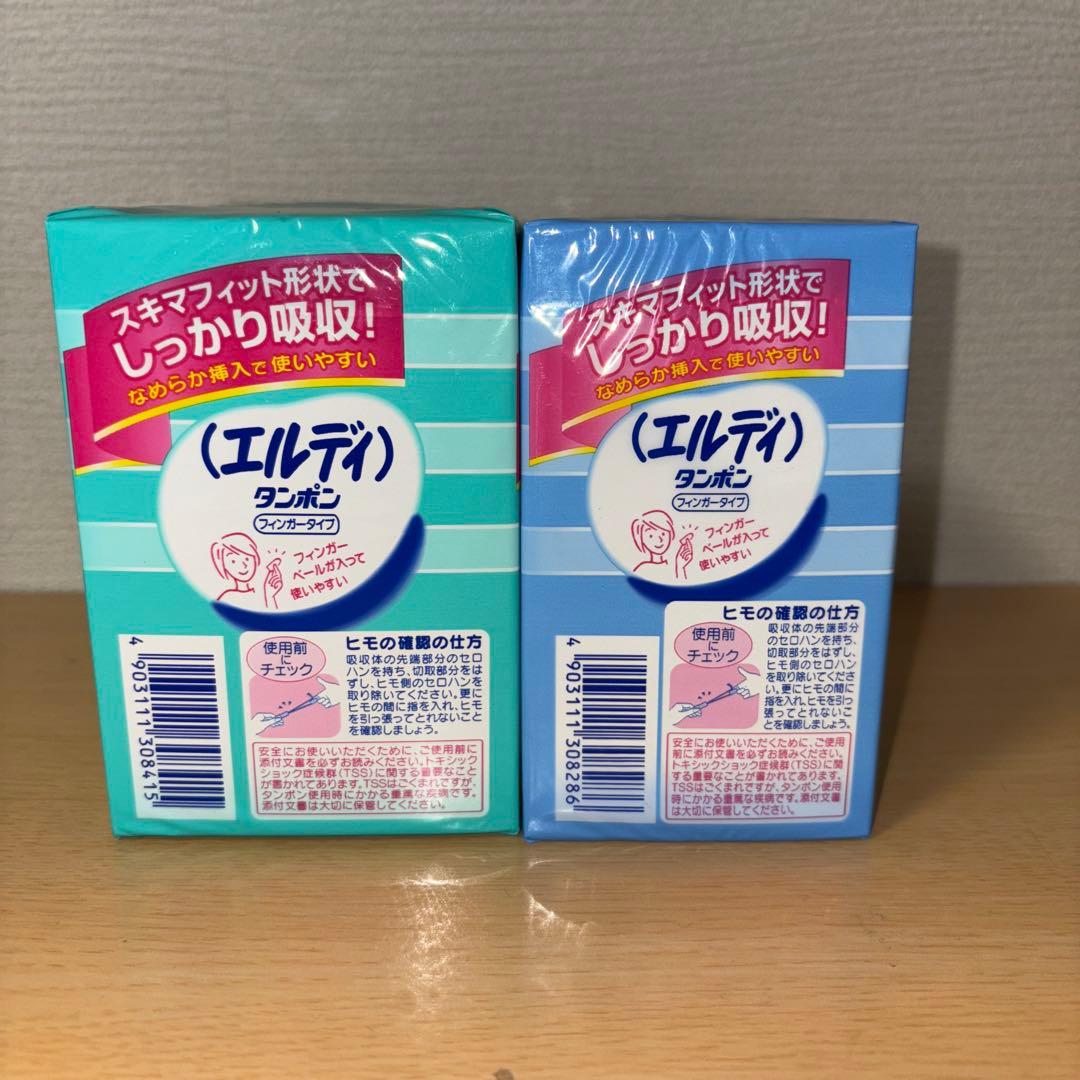 スキマフィット形状で
しっかり吸収!
なめらか挿入で使いやすい
(エルディ)
タンポン
フィンガータイプ
フィンガー
ペールが入って
使いやすい
4 903111 308415
使用前
に
チェック
ヒモの確認の仕方
吸収体の先端部分のセロ
ハンを持ち、切取部分をは
ずし、ヒモ側のセロハンを
取り除いてください。更に
ヒモの間に指を入れ、ヒモ
を引っ張ってとれないこと
を確認しましょう。
安全にお使いいただくために、ご使用前に
添付文書を必ずお読みください。トキシック
ショック症候群(TSS)に関する重要なこと
が書かれてあります。TSSはごくまれですが、
タンポン使用時にかかる重篤な疾病です。
添付文書は大切に保管してください。
スキマフィット形状で
しっかり吸収!
なめらか挿入で使いやすい
(エルディ)
タンポン
フィンガータイプ
フィンガー
ペールが入って
使いやすい
4 903111 308286
使用前
に
チェック
ヒモの確認の仕方
吸収体の先端部分
のセロハンを持ち、
切取部分をはずし、
ヒモ側のセロハン
を取り除いてくださ
い。更にヒモの間に
指を入れ、ヒモを引っ
張ってとれないこ
とを確認しましょう。
安全にお使いいただくために、ご使用
前に添付文書を必ずお読みください。
トキシックショック症候群(TSS)に関
する重要なことが書かれてあります。
TSSはごくまれですが、タンポン使用
時にかかる重篤な疾病です。添付文書
は大切に保管してください。